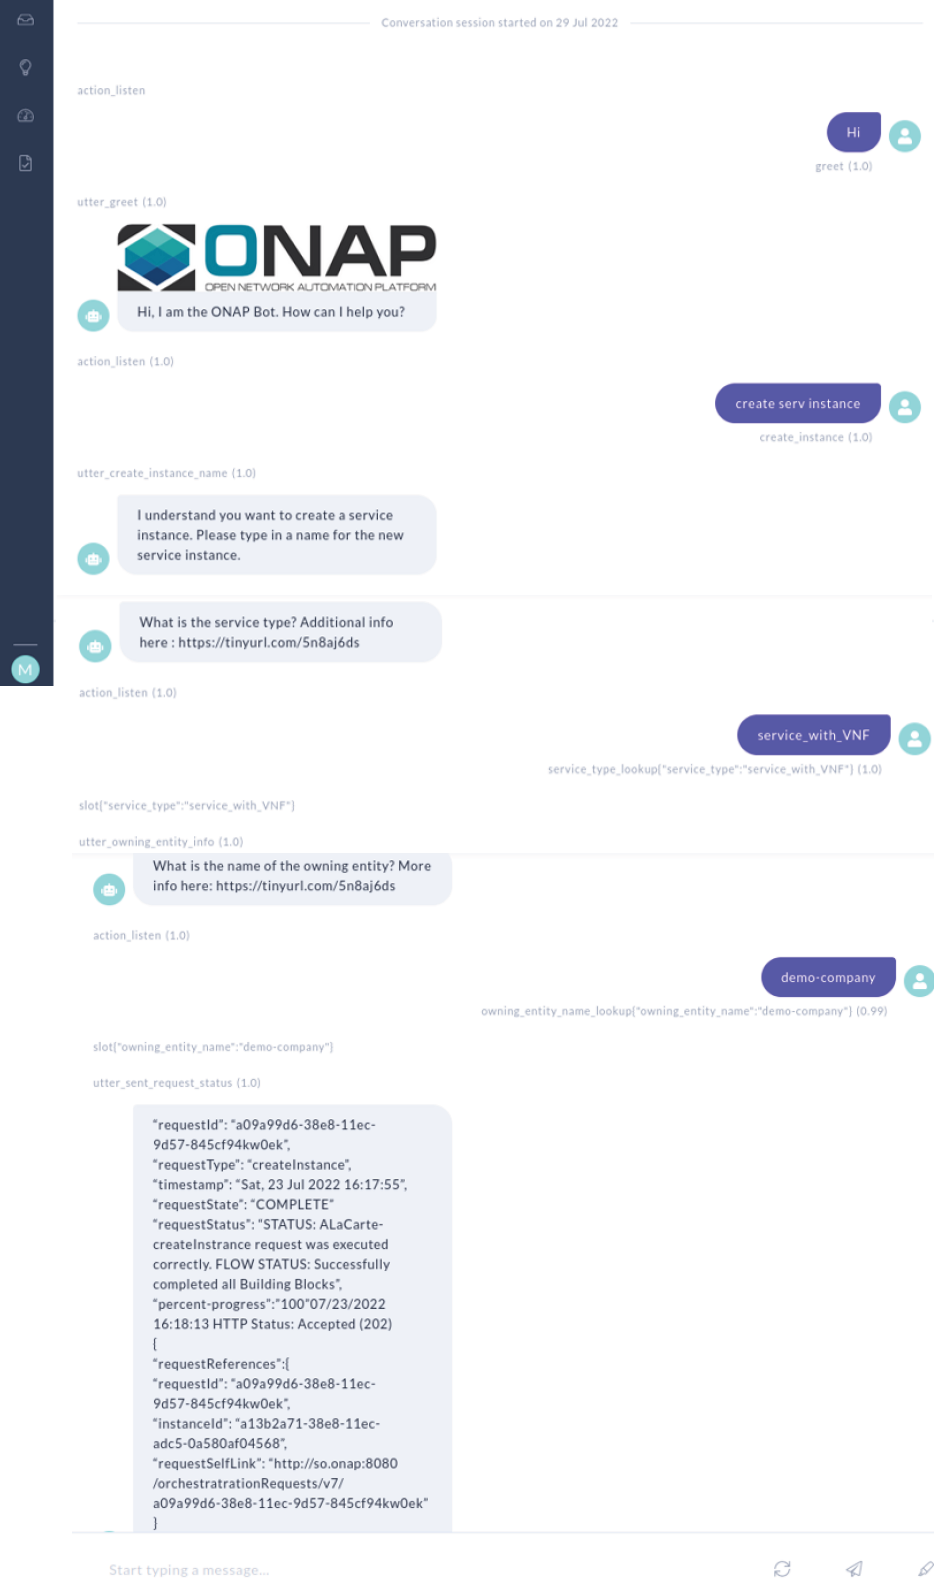 Conversation session started on 29 Jul 2022
action_listen
Hi
greet (1.0)
utter_greet (1.0)
ONAP
OPEN NETWORK AUTOMATION PLATFORM
Hi, I am the ONAP Bot. How can I help you?
action_listen (1.0)
create serv instance
create_instance (1.0)
utter_create_instance_name (1.0)
I understand you want to create a service
instance. Please type in a name for the new
service instance.
What is the service type? Additional info
here : https://tinyurl.com/5n8aj6ds
M
action_listen (1.0)
service_with_VNF
service_type_lookup{"service_type":"service_with_VNF"} (1.0)
slot{"service_type":"service_with_VNF"}
utter_owning_entity_info (1.0)
What is the name of the owning entity? More
info here: https://tinyurl.com/5n8aj6ds
action_listen (1.0)
demo-company
owning_entity_name_lookup{"owning_entity_name":"demo-company"} (0.99)
slot{"owning_entity_name":"demo-company"}
utter_sent_request_status (1.0)
“requestId”: “a09a99d6-38e8-11ec-
9d57-845cf94kw0ek”,
“requestType”: “createInstance”,
“timestamp”: “Sat, 23 Jul 2022 16:17:55”,
“requestState”: “COMPLETE”
“requestStatus”: “STATUS: ALaCarte-
createInstrance request was executed
correctly. FLOW STATUS: Successfully
completed all Building Blocks”,
“percent-progress”:“100”07/23/2022
16:18:13 HTTP Status: Accepted (202)
{
“requestReferences”:{
“requestId”: “a09a99d6-38e8-11ec-
9d57-845cf94kw0ek”,
“instanceId”: “a13b2a71-38e8-11ec-
adc5-0a580af04568”,
“requestSelfLink”: “http://so.onap:8080
/orchestratrationRequests/v7/
a09a99d6-38e8-11ec-9d57-845cf94kw0ek”
}
Start typing a message...